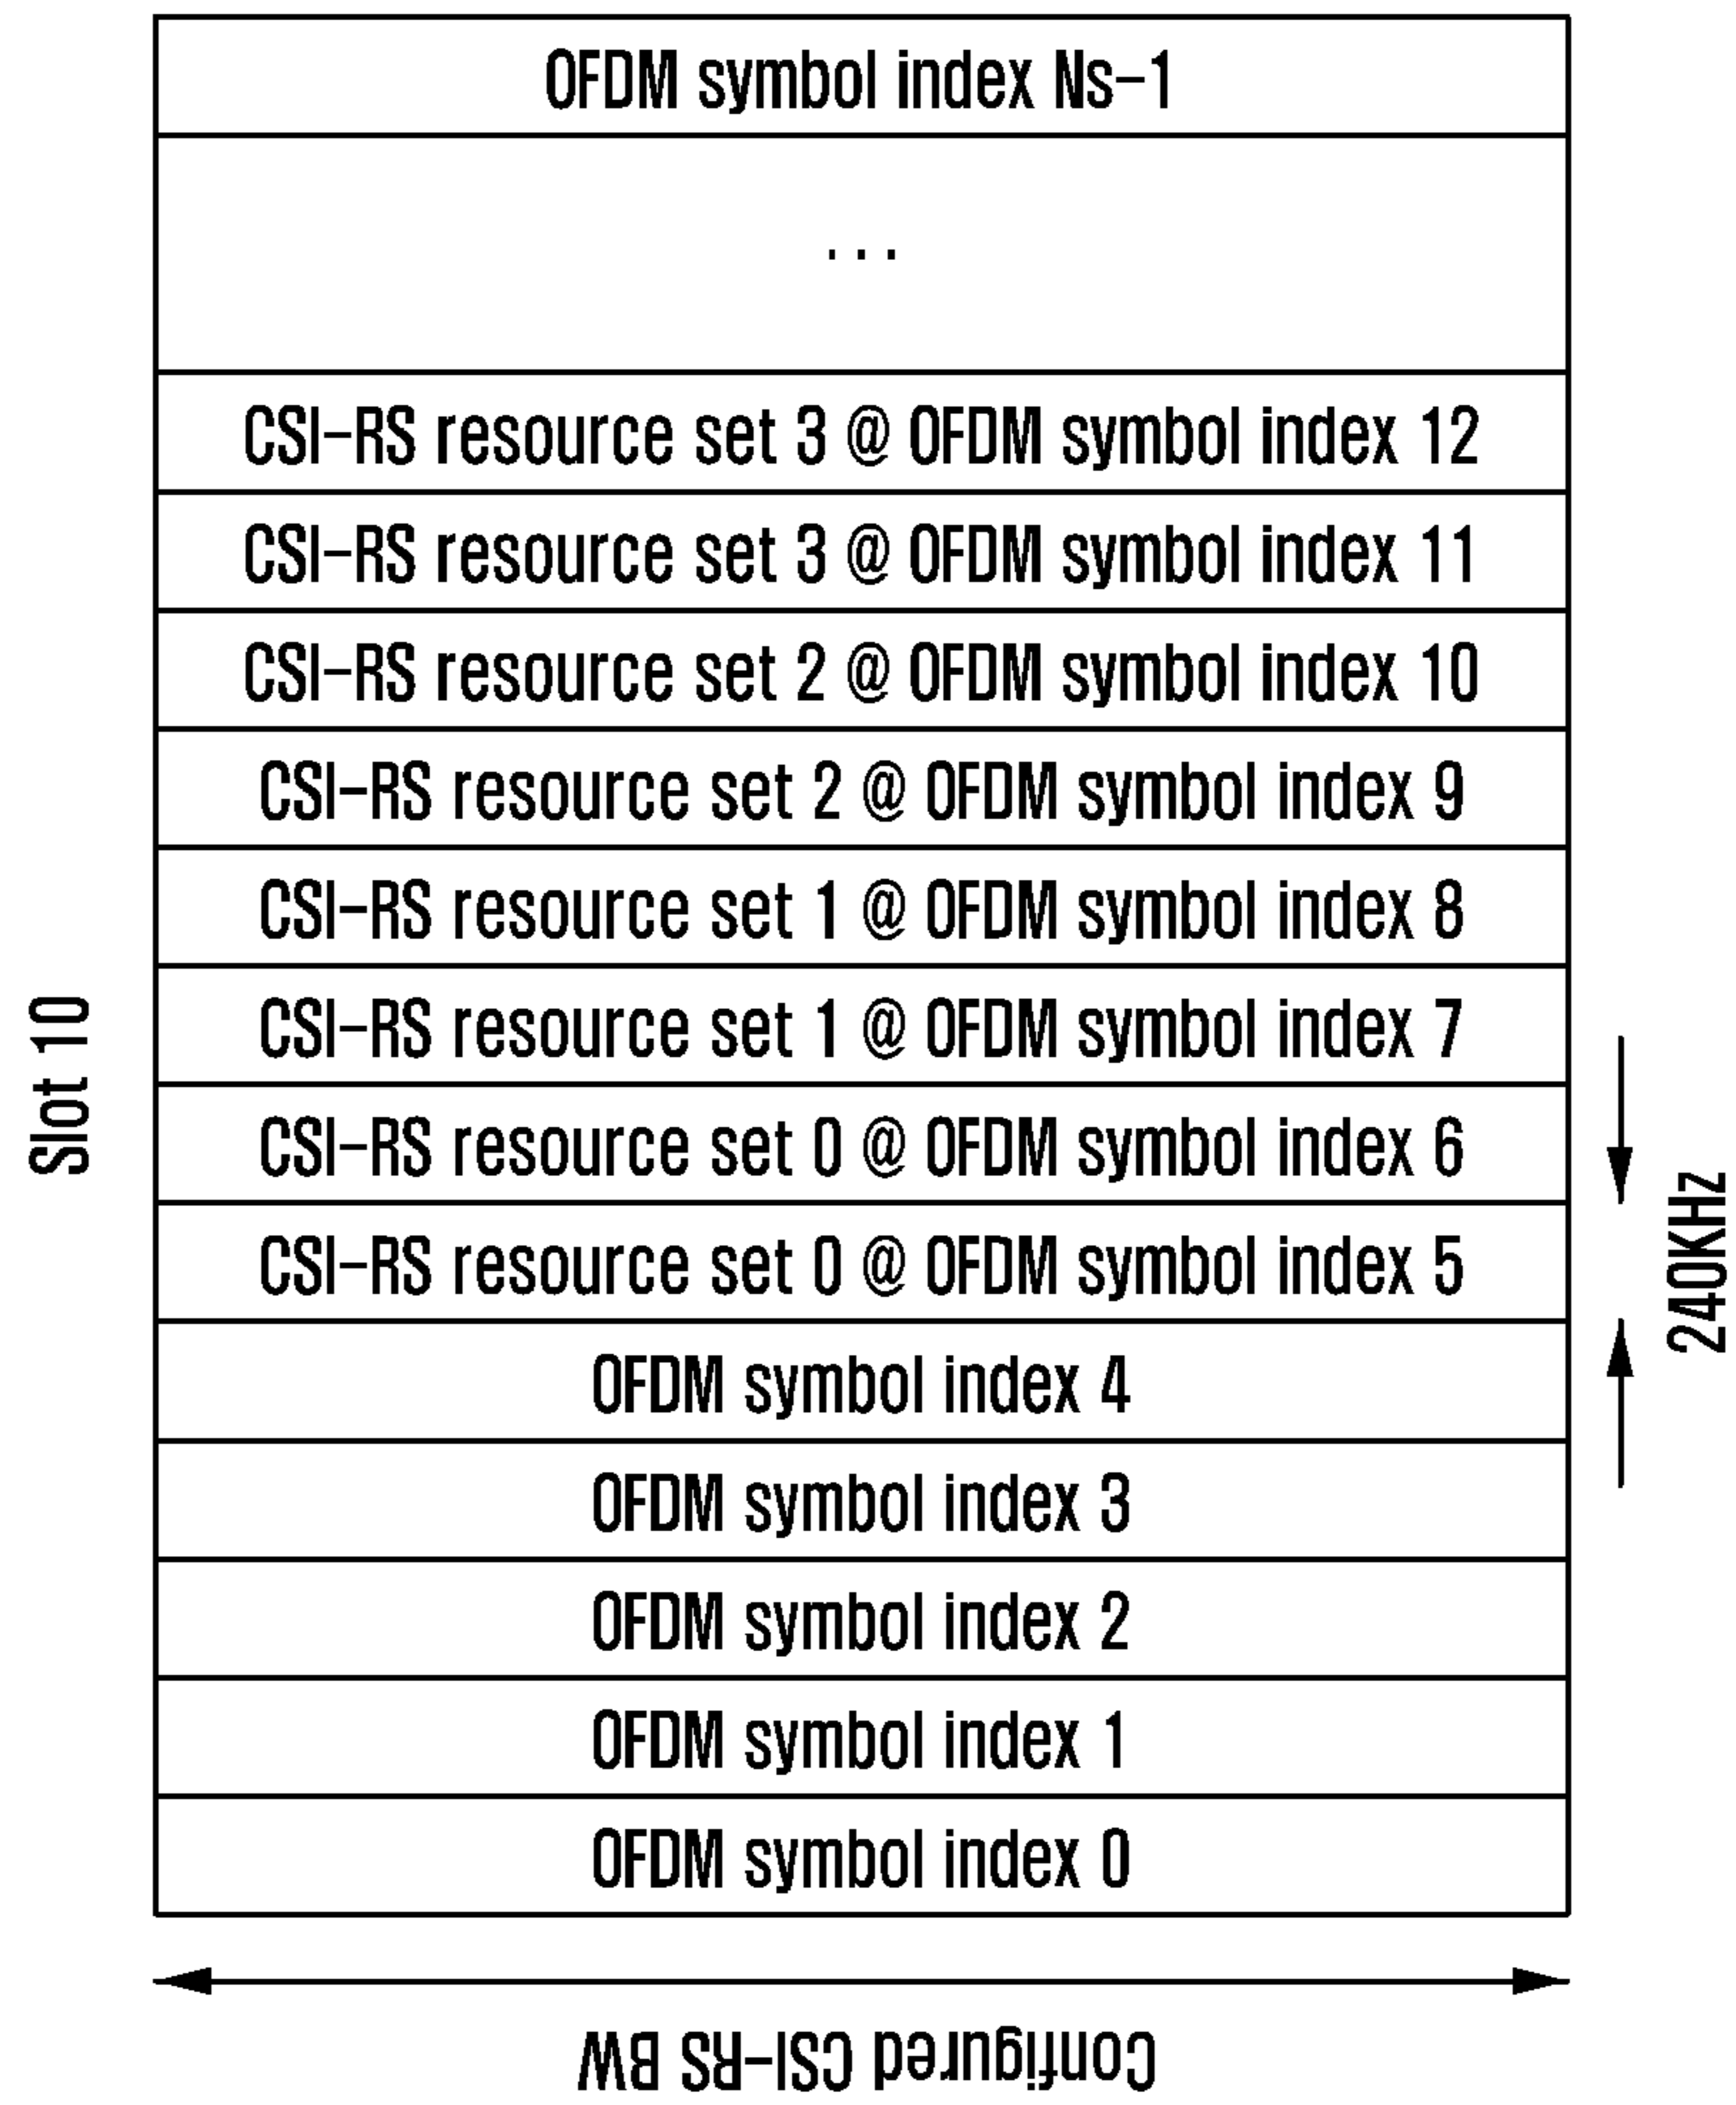 OFDM symbol index Ns-1
...
CSI-RS resource set 3 @ OFDM symbol index 12
CSI-RS resource set 3 @ OFDM symbol index 11
CSI-RS resource set 2 @ OFDM symbol index 10
CSI-RS resource set 2 @ OFDM symbol index 9
CSI-RS resource set 1 @ OFDM symbol index 8
CSI-RS resource set 1 @ OFDM symbol index 7
CSI-RS resource set 0 @ OFDM symbol index 6
CSI-RS resource set 0 @ OFDM symbol index 5
OFDM symbol index 4
OFDM symbol index 3
OFDM symbol index 2
OFDM symbol index 1
OFDM symbol index 0
Slot 10
240KHz
Configured CSI-RS BW